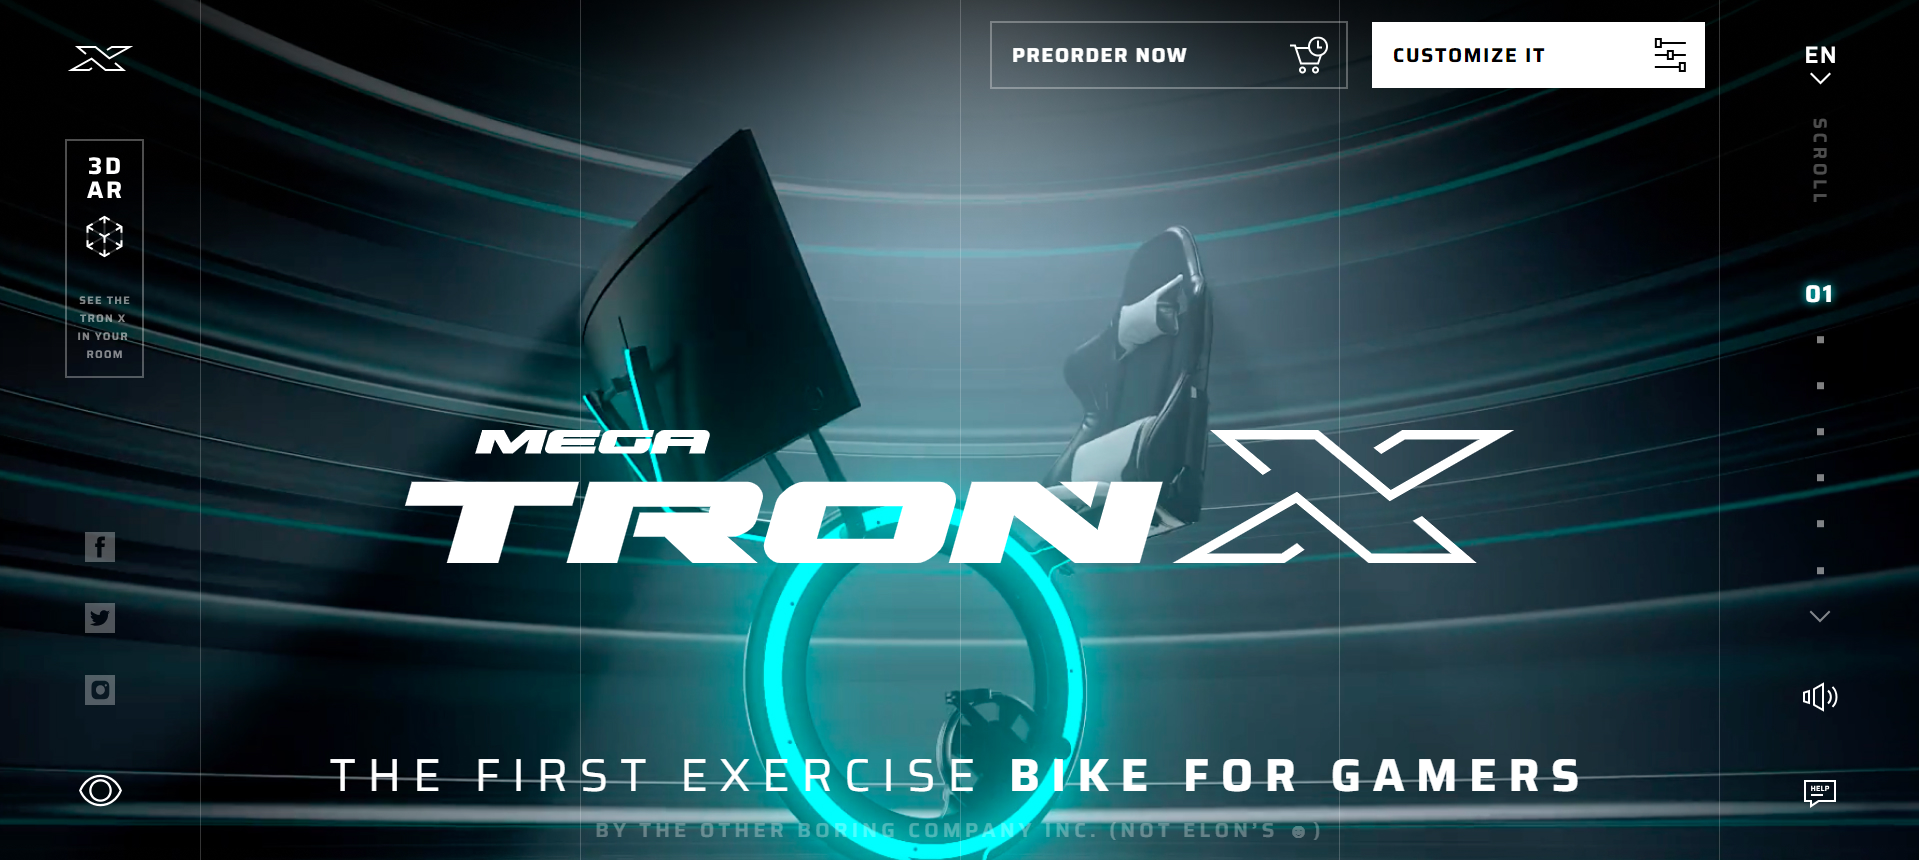 PREORDER NOW
CUSTOMIZE IT
EN
SCROLL
3D
AR
SEE THE
TRON X
IN YOUR
ROOM
01
MEGA
TRON X
THE FIRST EXERCISE BIKE FOR GAMERS
BY THE OTHER BORING COMPANY INC. (NOT ELON'S ☻)
HELP